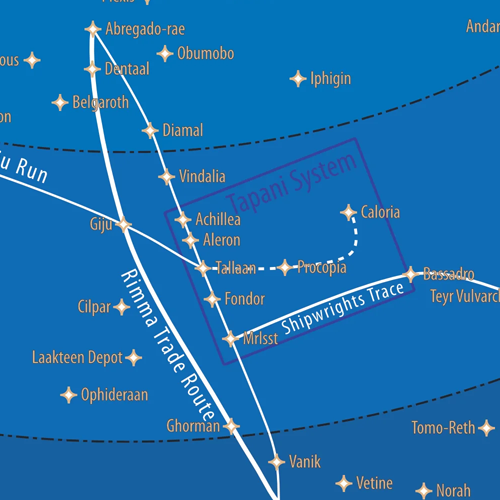 Abregado-rae
Andar
Obumobo
ous
Dentaal
Iphigin
Belgaroth
on
Diamal
u Run
Tapani System
Vindalia
Achillea
Caloria
Giju
Aleron
Tallaan
Procopia
Bassadro
Teyr Vulvarch
Fondor
Cilpar
Rimma Trade Route
Shipwrights Trace
Mrlsst
Laakteen Depot
Ophideraan
Ghorman
Tomo-Reth
Vanik
Vetine
Norah